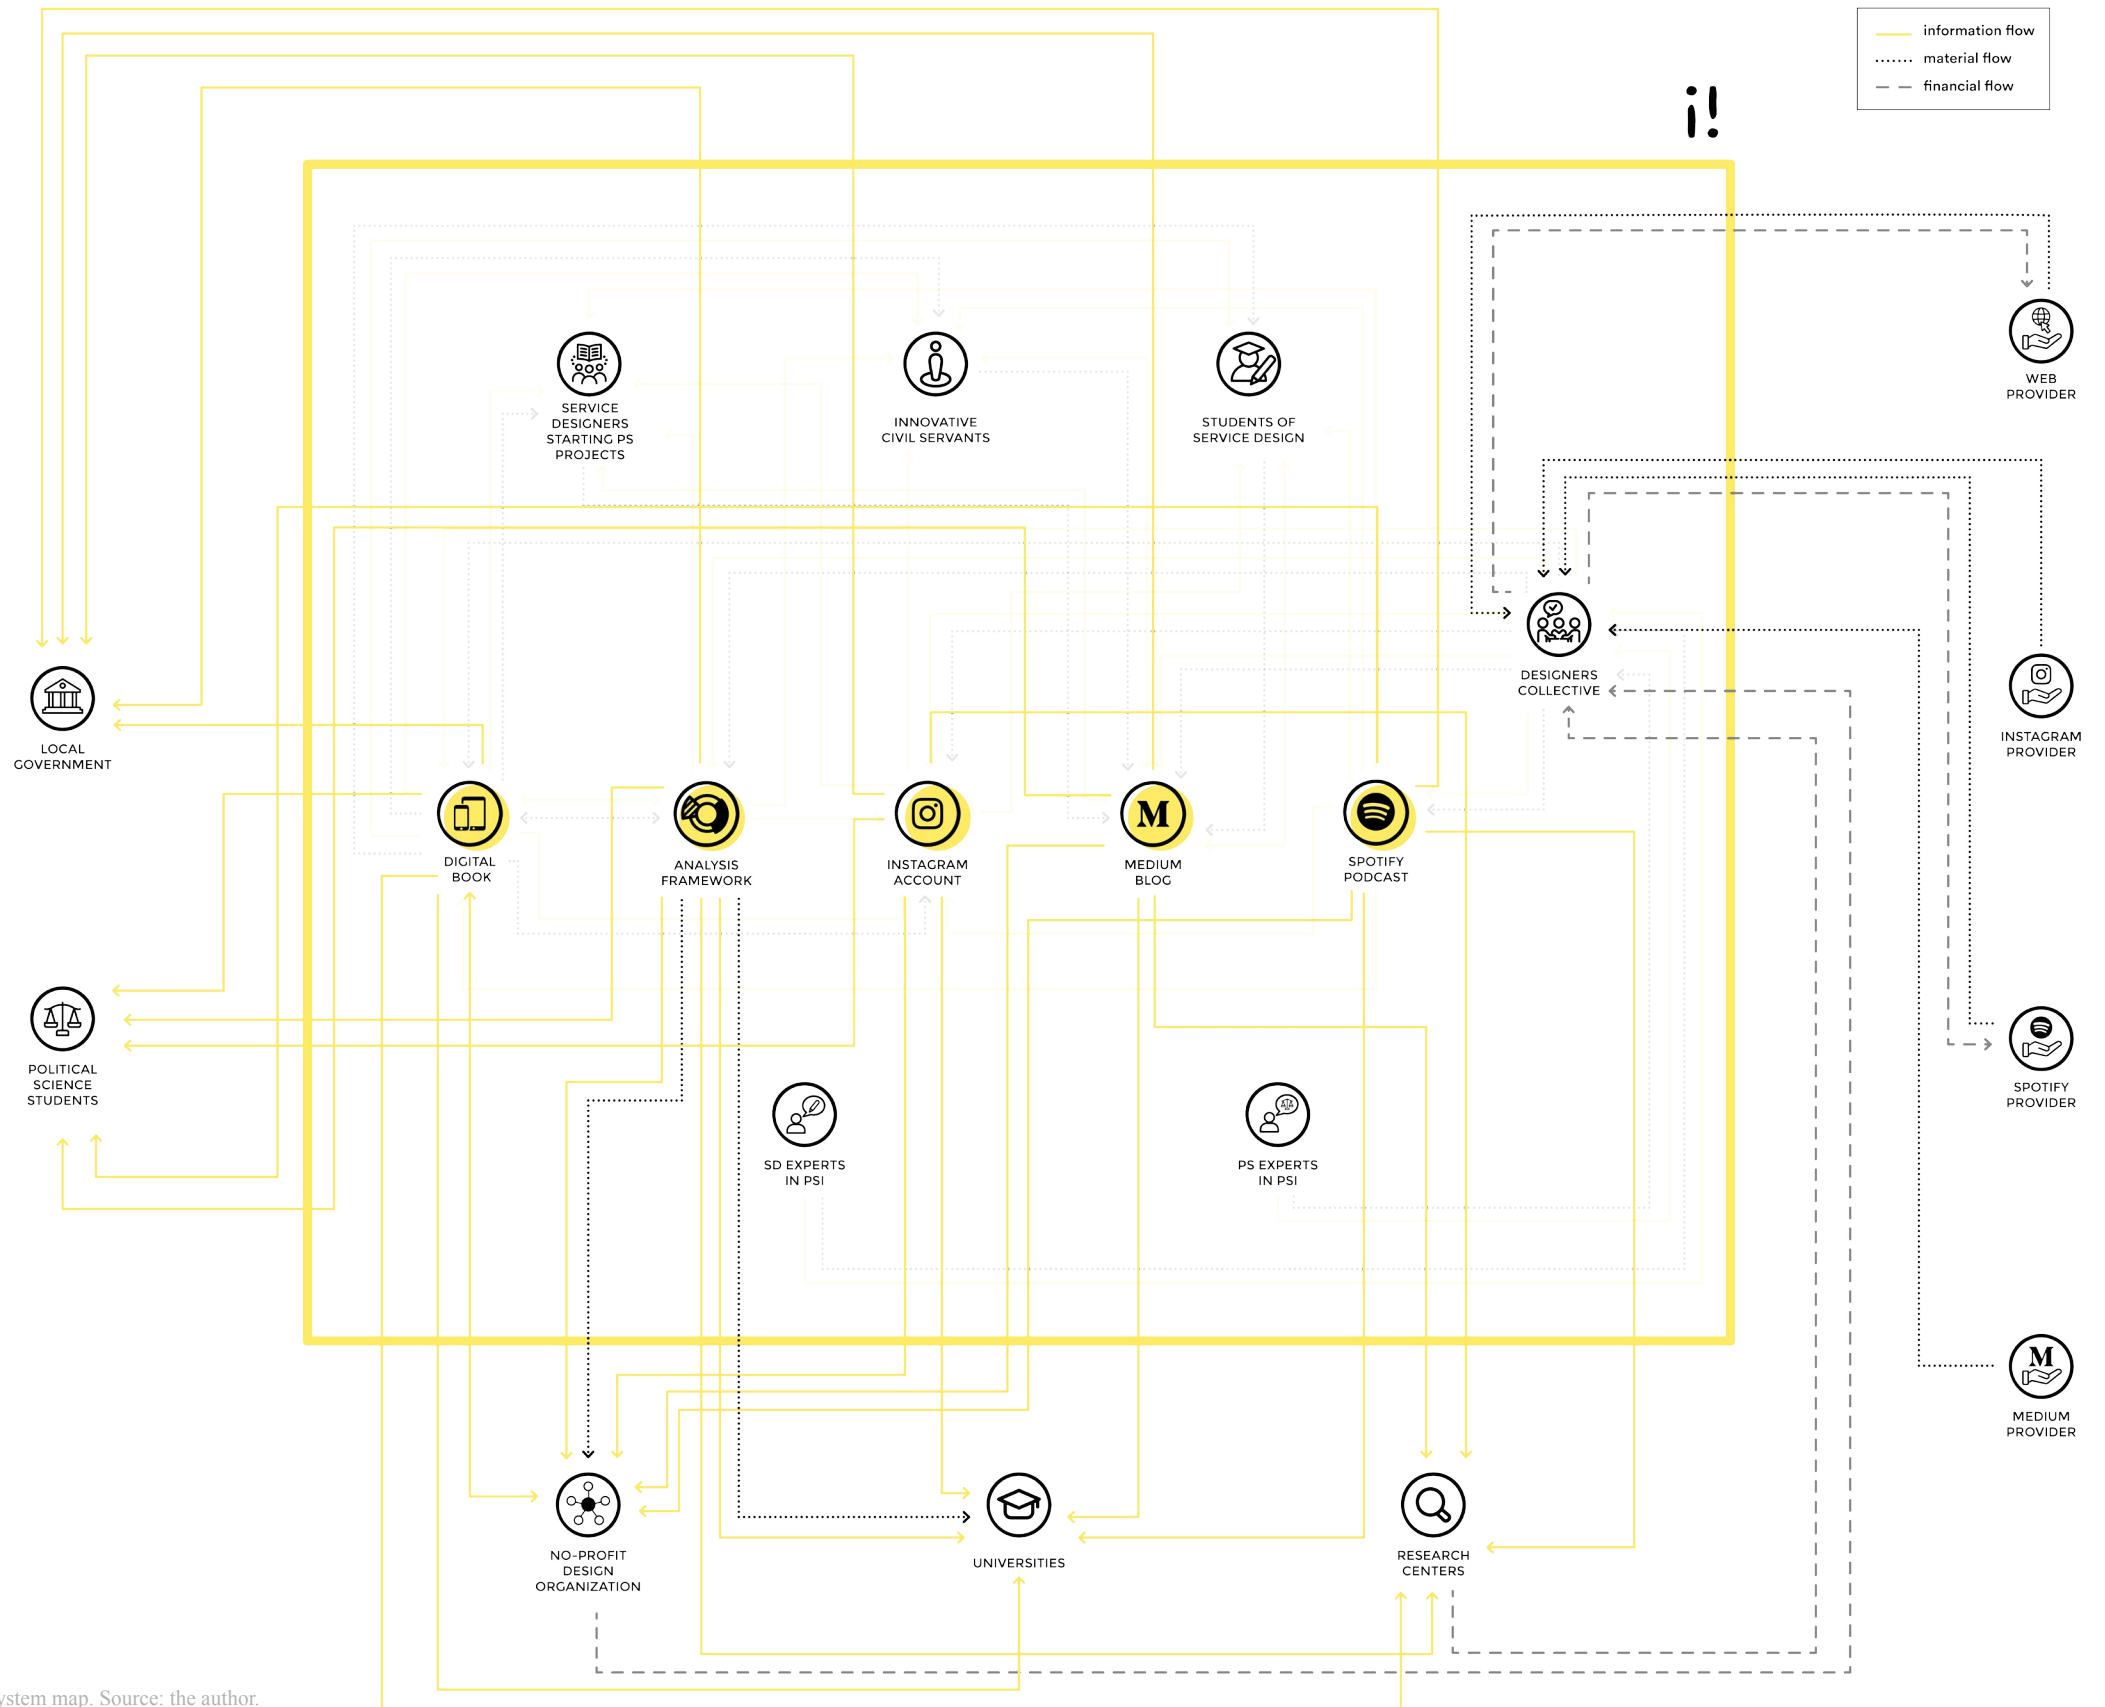 information flow
material flow
financial flow
i!
SERVICE
DESIGNERS
STARTING PS
PROJECTS
INNOVATIVE
CIVIL SERVANTS
STUDENTS OF
SERVICE DESIGN
WEB
PROVIDER
DESIGNERS
COLLECTIVE
LOCAL
GOVERNMENT
INSTAGRAM
PROVIDER
DIGITAL
BOOK
ANALYSIS
FRAMEWORK
INSTAGRAM
ACCOUNT
M
MEDIUM
BLOG
SPOTIFY
PODCAST
POLITICAL
SCIENCE
STUDENTS
SPOTIFY
PROVIDER
SD EXPERTS
IN PSI
PS EXPERTS
IN PSI
M
MEDIUM
PROVIDER
NO-PROFIT
DESIGN
ORGANIZATION
UNIVERSITIES
RESEARCH
CENTERS
ystem map. Source: the author.